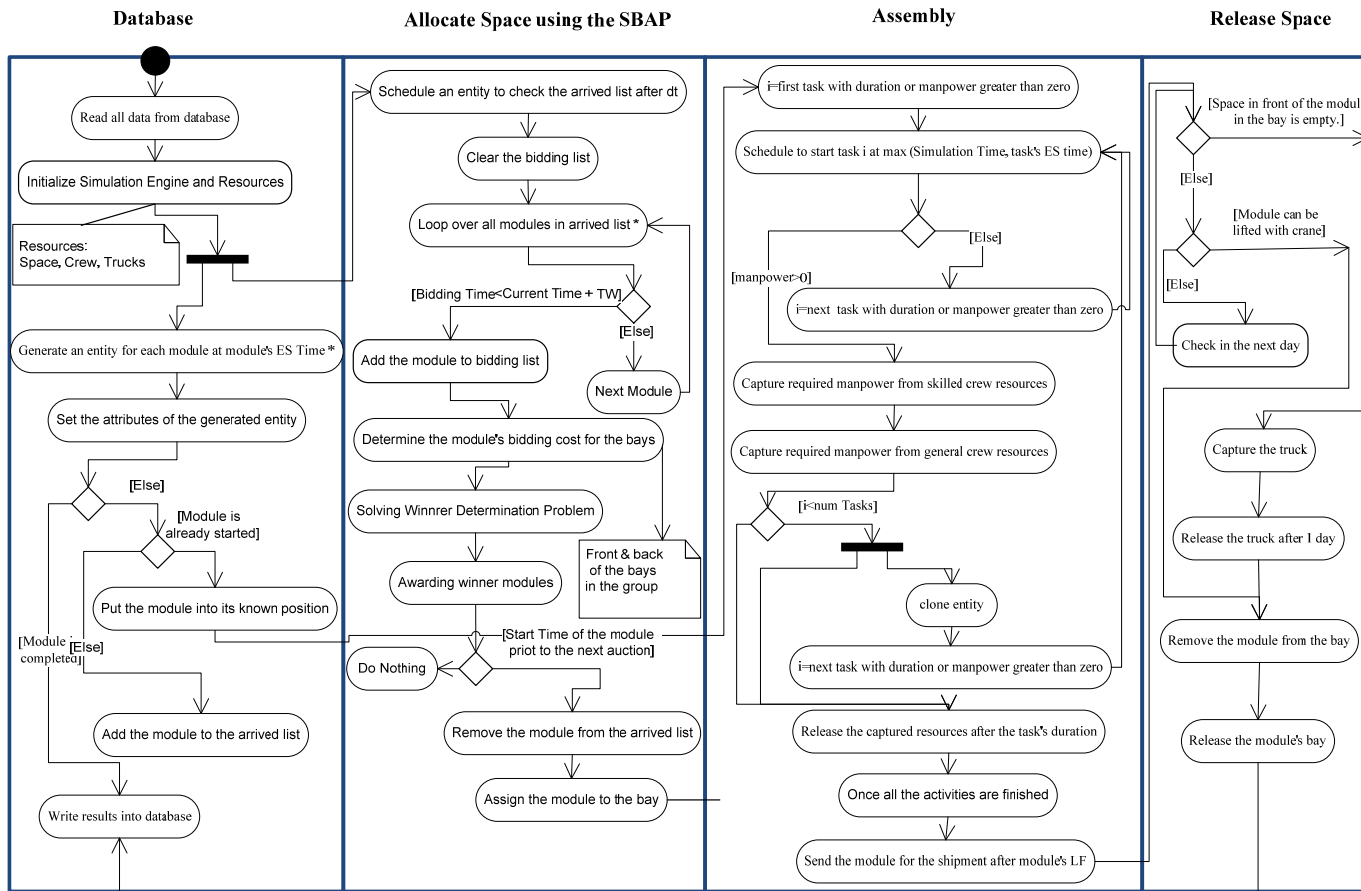 Database
Allocate Space using the SBAP
Assembly
Release Space
Read all data from database
Initialize Simulation Engine and Resources
Resources:
Space, Crew, Trucks
Generate an entity for each module at module's ES Time *
Set the attributes of the generated entity
[Else]
[Module is
already started]
Put the module into its known position
[Module i
completed]
[Else]
Add the module to the arrived list
Write results into database
Schedule an entity to check the arrived list after dt
Clear the bidding list
Loop over all modules in arrived list *
[Bidding Time<Current Time + TW]
[Else]
Add the module to bidding list
Next Module
Determine the module's bidding cost for the bays
Solving Winnrer Determination Problem
Front & back
of the bays
in the group
Awarding winner modules
[Start Time of the module
priot to the next auction]
Do Nothing
Remove the module from the arrived list
Assign the module to the bay
i=first task with duration or manpower greater than zero
Schedule to start task i at max (Simulation Time, task's ES time)
[Else]
[manpower>0]
i=next task with duration or manpower greater than zero
Capture required manpower from skilled crew resources
Capture required manpower from general crew resources
[i<num Tasks]
clone entity
i=next task with duration or manpower greater than zero
Release the captured resources after the task's duration
Once all the activities are finished
Send the module for the shipment after module's LF
[Space in front of the modul
in the bay is empty.]
[Else]
[Module can be
lifted with crane]
[Else]
Check in the next day
Capture the truck
Release the truck after 1 day
Remove the module from the bay
Release the module's bay